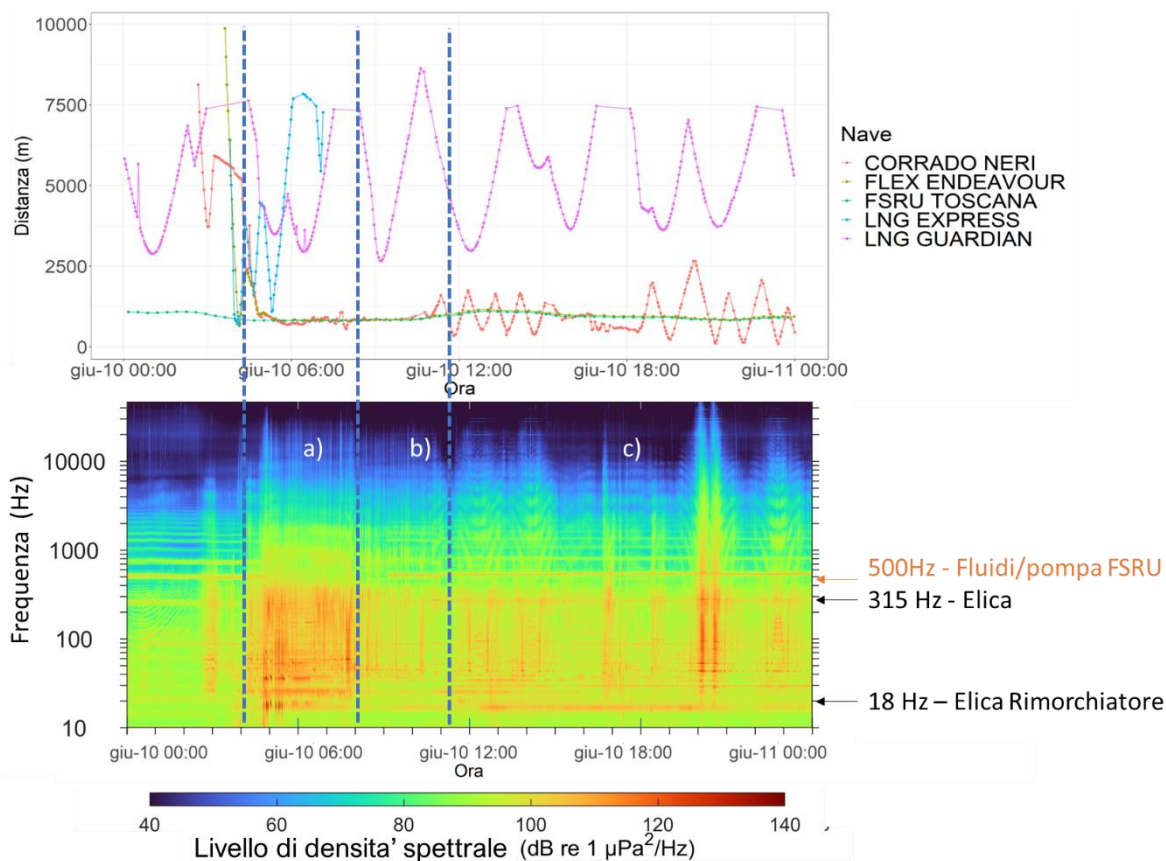 10000
7500
5000
2500
0
Distanza (m)
giu-10 00:00 giu-10 06:00 giu-10 12:00 giu-10 18:00 giu-11 00:00
Ora
Nave
CORRADO NERI
FLEX ENDEAVOUR
FSRU TOSCANA
LNG EXPRESS
LNG GUARDIAN
a) b) c)
10000
1000
100
10
Frequenza (Hz)
500Hz - Fluidi/pompa FSRU
315 Hz - Elica
18 Hz – Elica Rimorchiatore
giu-10 00:00 giu-10 06:00 giu-10 12:00 giu-10 18:00 giu-11 00:00
Ora
40 60 80 100 120 140
Livello di densita' spettrale (dB re 1 µPa²/Hz)